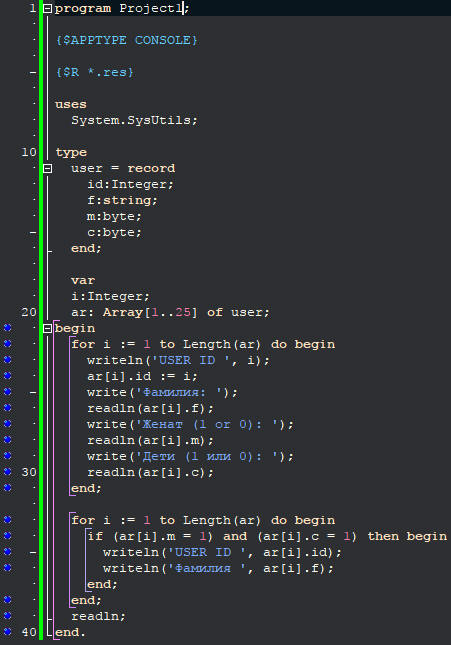 1 program Project1;
{$APPTYPE CONSOLE}
{$R *.res}
uses
System.SysUtils;
10 type
user = record
id:Integer;
f:string;
m:byte;
c:byte;
end;
var
i:Integer;
20 ar: Array[1..25] of user;
begin
for i := 1 to Length(ar) do begin
writeln('USER ID ', i);
ar[i].id := i;
write('Фамилия: ');
readln(ar[i].f);
write('Женат (1 or 0): ');
readln(ar[i].m);
write('Дети (1 или 0): ');
30 readln(ar[i].c);
end;
for i := 1 to Length(ar) do begin
if (ar[i].m = 1) and (ar[i].c = 1) then begin
writeln('USER ID ', ar[i].id);
writeln('Фамилия ', ar[i].f);
end;
end;
readln;
40 end.